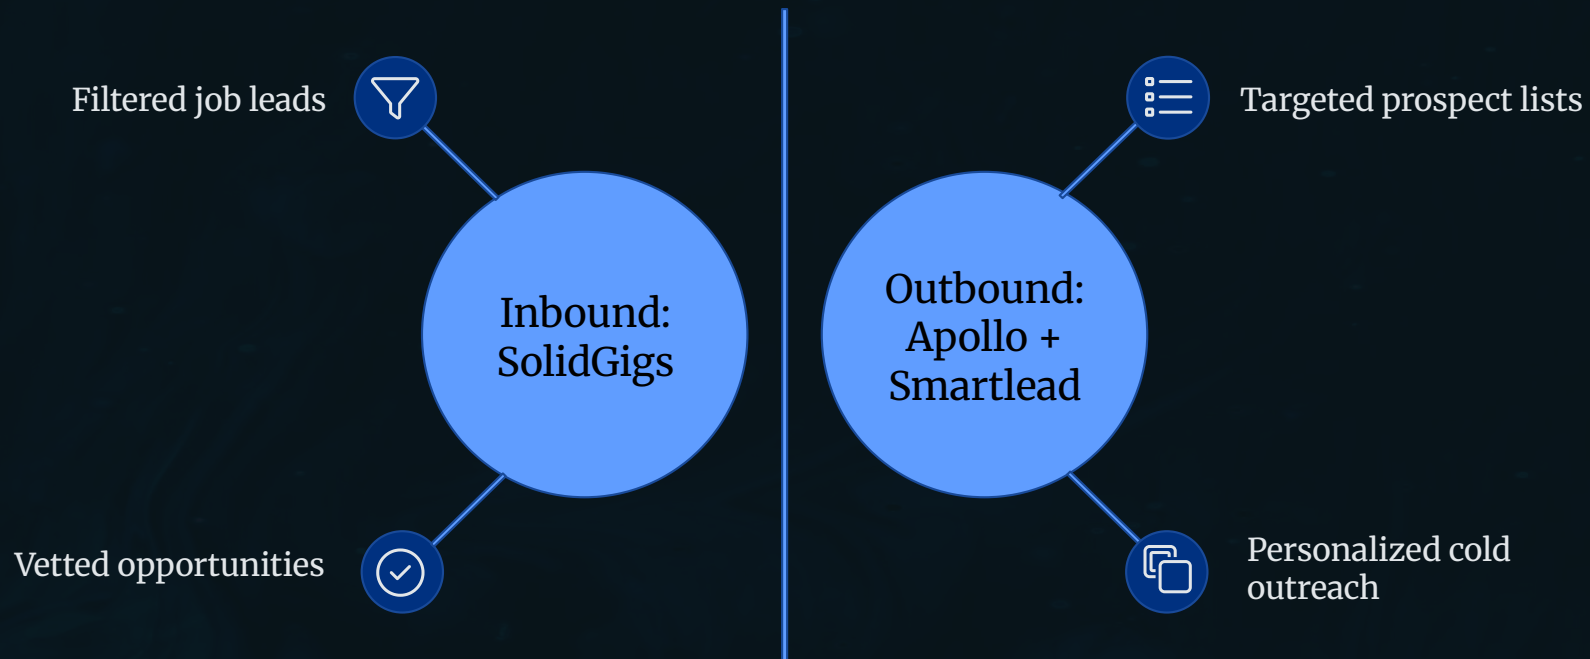 Filtered job leads
Inbound:
SolidGigs
Vetted opportunities
Targeted prospect lists
Outbound:
Apollo +
Smartlead
Personalized cold
outreach